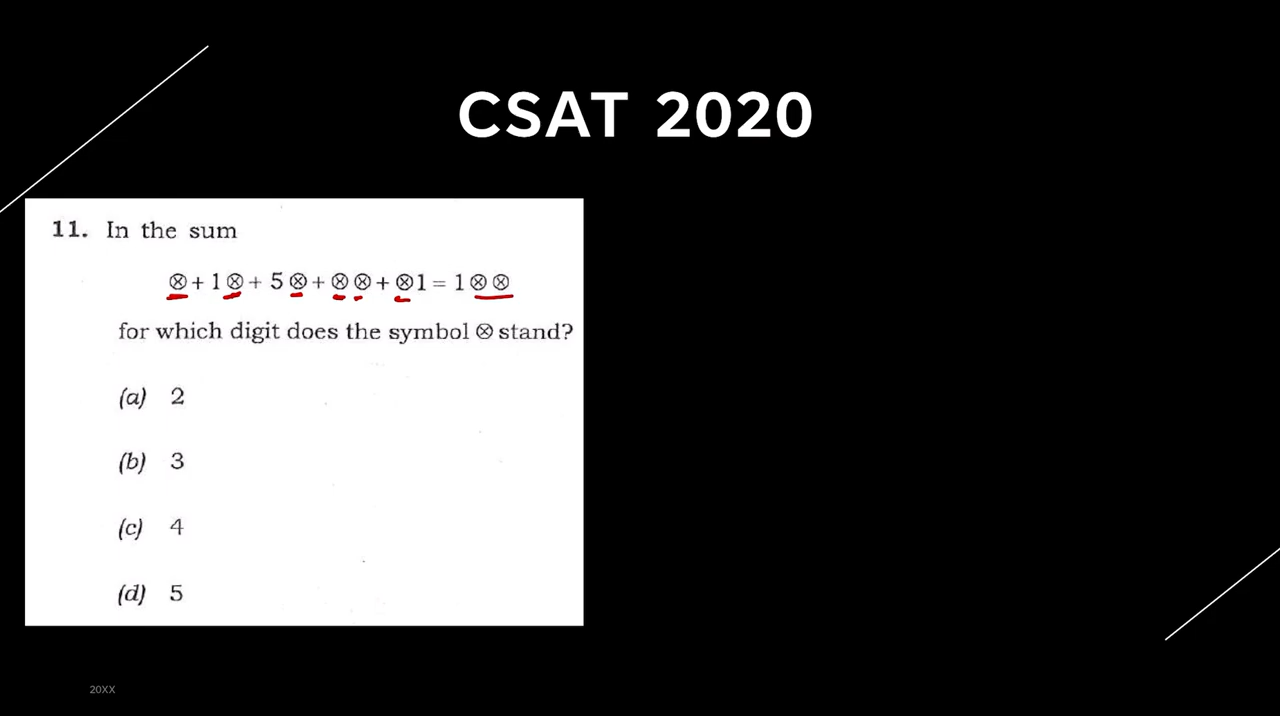 CSAT 2020
11. In the sum
⊗ + 1⊗ + 5⊗ + ⊗⊗ + ⊗1 = 1⊗⊗
for which digit does the symbol ⊗ stand?
(a) 2
(b) 3
(c) 4
(d) 5
20XX